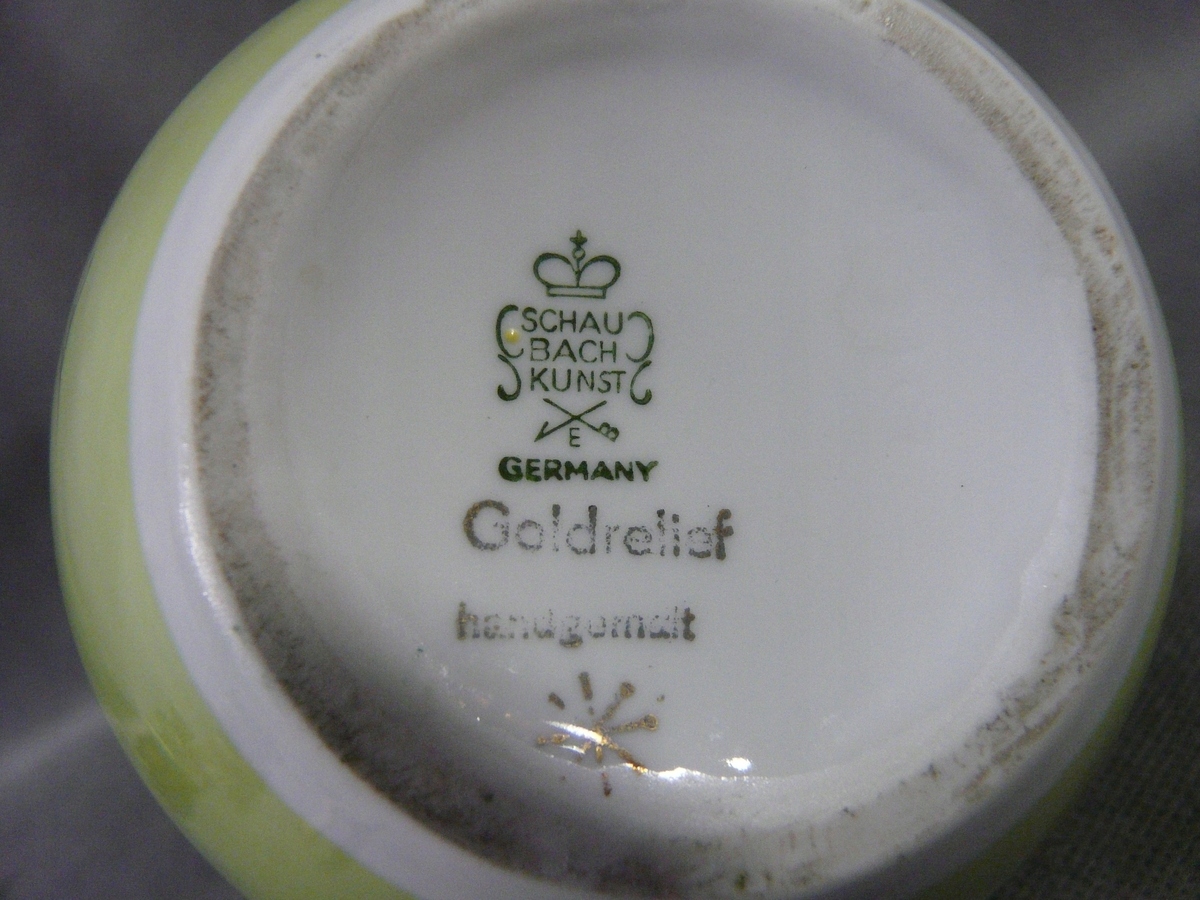 SCHAU
BACH
KUNST
E
GERMANY
Goldrelief
handgemalt